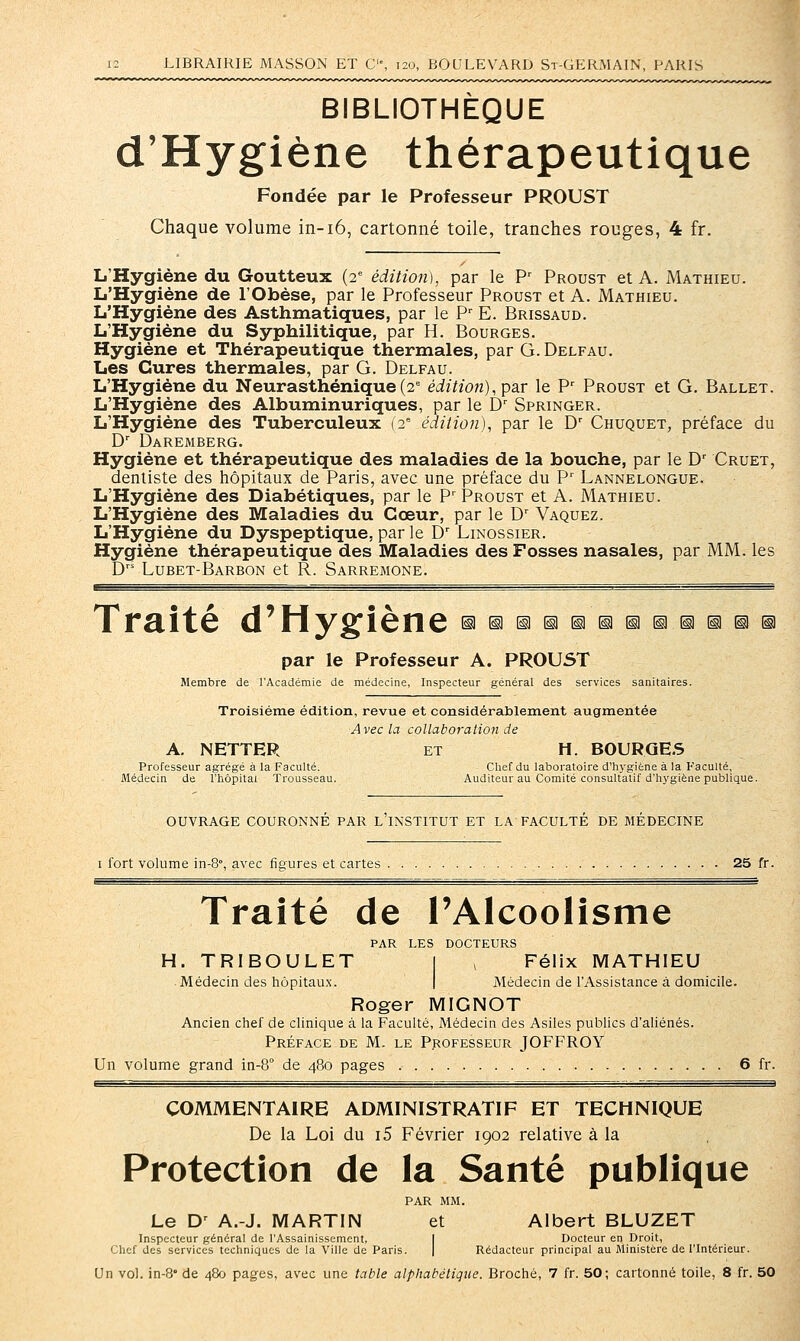 12 LIBRAIRIE MASSON ET Cie, 120, BOULEVARD St-GERMAIN, PARIS
BIBLIOTHÈQUE
d'Hygiène thérapeutique
Fondée par le Professeur PROUST
Chaque volume in-16, cartonné toile, tranches rouges, 4 fr.
L'Hygiène du Goutteux (2e édition), par le Pr Proust et A. Mathieu.
L'Hygiène de l'Obèse, par le Professeur Proust et A. Mathieu.
L'Hygiène des Asthmatiques, par le Pr E. Brissaud.
L'Hygiène du Syphilitique, par H. Bourges.
Hygiène et Thérapeutique thermales, par G. Delfau.
Les Cures thermales, par G. Delfau.
L'Hygiène du Neurasthénique (2e édition), par le Pr Proust et G. Ballet.
L'Hygiène des Albuminuriques, par le Dr Springer.
L'Hygiène des Tuberculeux (2e édition), par le Dr Chuquet, préface du
Dr Daremberg.
Hygiène et thérapeutique des maladies de la bouche, par le Dr Cruet,
dentiste des hôpitaux de Paris, avec une préface du Pr Lannelongue.
L'Hygiène des Diabétiques, par le Pr Proust et A. Mathieu.
L'Hygiène des Maladies du Cœur, par le Dr Vaquez.
L'Hygiène du Dyspeptique, par le Dr Linossier.
Hygiène thérapeutique des Maladies des Fosses nasales, par MM. les
Drs Lubet-Barbon et R. Sarremone.
Traité d'Hygiène
par le Professeur A. PROUST
Membre de l'Académie de médecine, Inspecteur général des services sanitaires.
Troisième édition, revue et considérablement augmentée
Avec la collaboration de
A. NETTER ET H. BOURGES
Professeur agrégé à la Faculté. Chef du laboratoire d'hygiène à la Faculté,
Médecin de l'hôpital Trousseau. Auditeur au Comité consultatif d'hygiène publique.
OUVRAGE COURONNÉ PAR L'INSTITUT ET LA FACULTÉ DE MÉDECINE
1 fort volume in-8°, avec figures et cartes . . . . . . . . . . . . . . . . . . . . . . . . . 25 fr.
Traité de l'Alcoolisme
PAR LES DOCTEURS
H. TRIBOULET Félix MATHIEU
Médecin des hôpitaux. Médecin de l'Assistance à domicile.
Roger MIGNOT
Ancien chef de clinique à la Faculté, Médecin des Asiles publics d'aliénés.
Préface de M. le Professeur JOFFROY
Un volume grand in-8° de 480 pages . . . . . . . . . . . . . . . . . . . . . . . . 6 fr.
COMMENTAIRE ADMINISTRATIF ET TECHNIQUE
De la Loi du 15 Février 1902 relative à la
Protection de la Santé publique
PAR MM.
Le Dr A.-J. MARTIN et Albert BLUZET
Inspecteur général de l'Assainissement, Docteur en Droit,
Chef des services techniques de la Ville de Paris. Rédacteur principal au Ministère de l'Intérieur.
Un vol. in-8° de 480 pages, avec une table alphabétique. Broché, 7 fr. 50; cartonné toile, 8 fr. 50